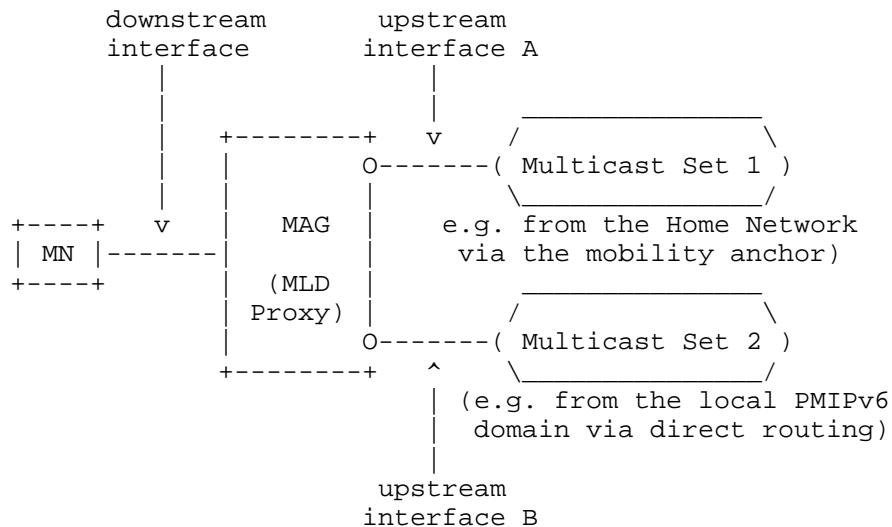 downstream upstream
interface interface A
v
( Multicast Set 1 )
v MAG e.g. from the Home Network
MN via the mobility anchor)
(MLD
Proxy)
( Multicast Set 2 )
(e.g. from the local PMIPv6
domain via direct routing)
upstream
interface B